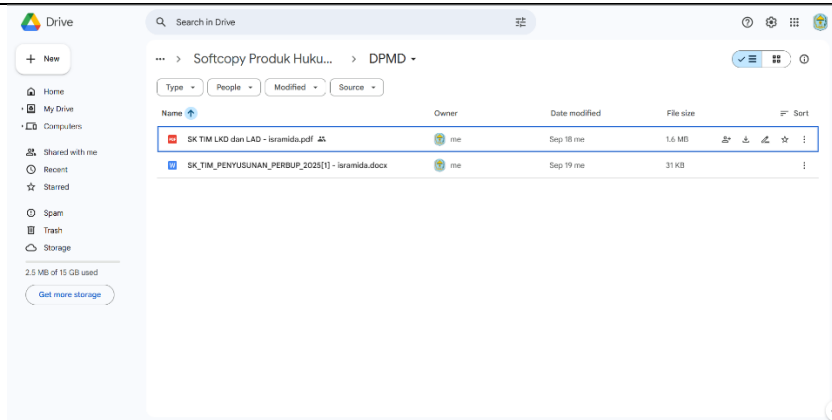 Drive
Search in Drive
New
Home
My Drive
Computers
Shared with me
Recent
Starred
Spam
Trash
Storage
2.5 MB of 15 GB used
Get more storage
··· > Softcopy Produk Huku... > DPMD
Type People Modified Source
Name Owner Date modified File size Sort
PDF SK TIM LKD dan LAD - isramida.pdf me Sep 18 me 1.6 MB
W SK_TIM_PENYUSUNAN_PERBUP_2025[1] - isramida.docx me Sep 19 me 31 KB